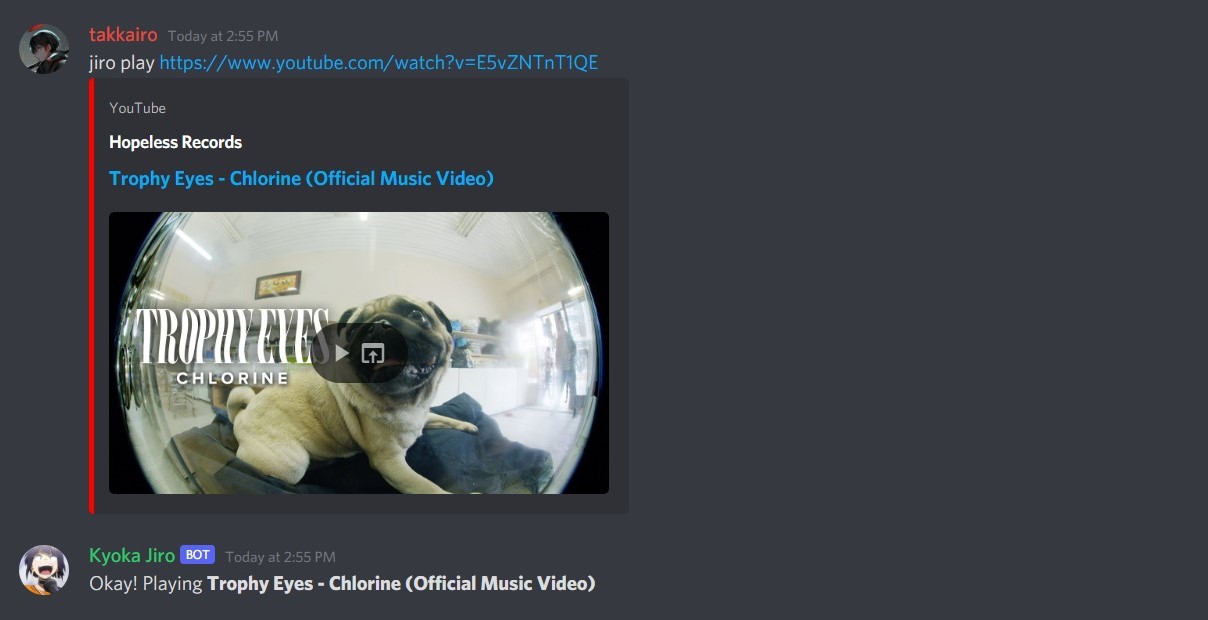 takkairo Today at 2:55 PM
jiro play https://www.youtube.com/watch?v=E5vZNTnT1QE
YouTube
Hopeless Records
Trophy Eyes - Chlorine (Official Music Video)
TROPHY EYES
CHLORINE
Kyoka Jiro BOT Today at 2:55 PM
Okay! Playing Trophy Eyes - Chlorine (Official Music Video)